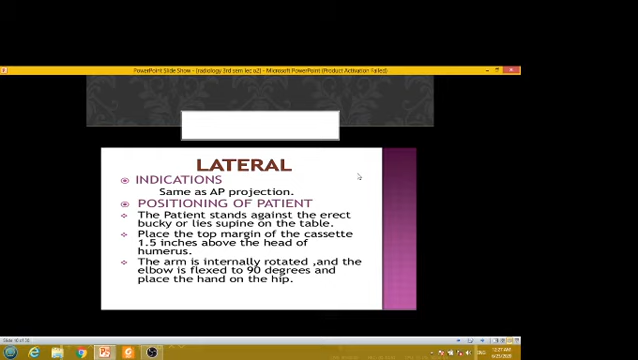 PowerPoint Slide Show - [radiology 3rd sem lec o2] - Microsoft PowerPoint (Product Activation Failed)
LATERAL
INDICATIONS
Same as AP projection.
POSITIONING OF PATIENT
The Patient stands against the erect
bucky or lies supine on the table.
Place the top margin of the cassette
1.5 inches above the head of
humerus.
The arm is internally rotated ,and the
elbow is flexed to 90 degrees and
place the hand on the hip.